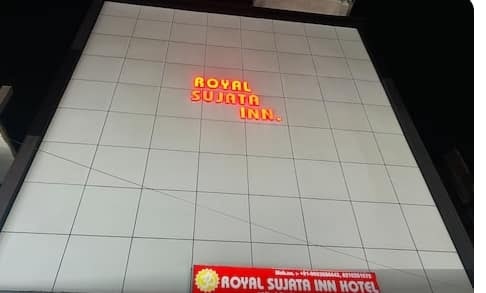 ROYAL
SUJATA
INN.
ROYAL SUJATA INN HOTEL